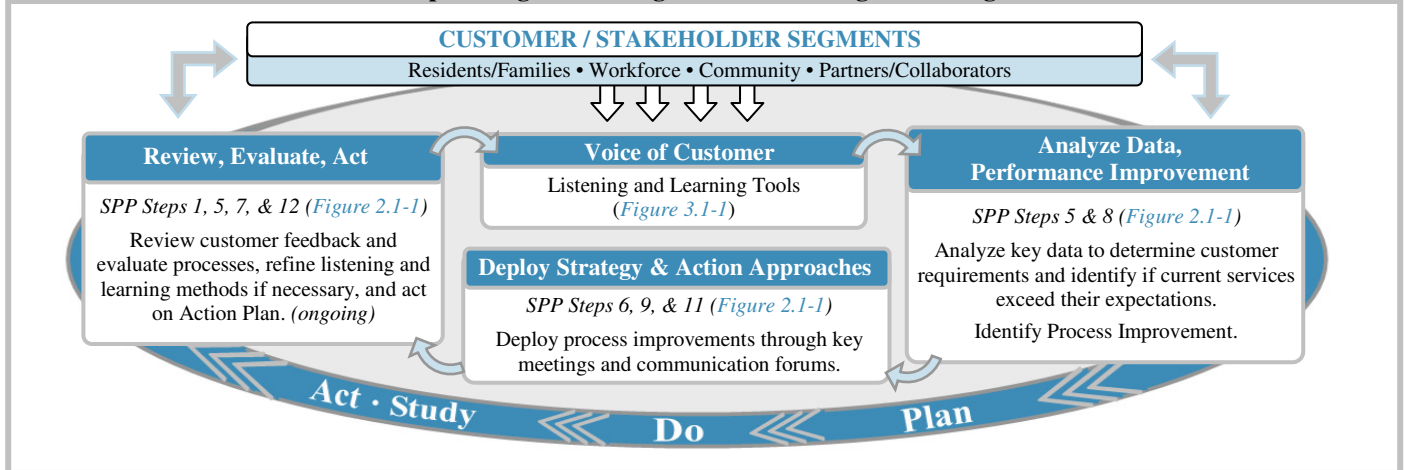 CUSTOMER / STAKEHOLDER SEGMENTS
Residents/Families • Workforce • Community • Partners/Collaborators
Review, Evaluate, Act
SPP Steps 1, 5, 7, & 12 (Figure 2.1-1)
Review customer feedback and
evaluate processes, refine listening and
learning methods if necessary, and act
on Action Plan. (ongoing)
Voice of Customer
Listening and Learning Tools
(Figure 3.1-1)
Analyze Data,
Performance Improvement
SPP Steps 5 & 8 (Figure 2.1-1)
Analyze key data to determine customer
requirements and identify if current services
exceed their expectations.
Identify Process Improvement.
Deploy Strategy & Action Approaches
SPP Steps 6, 9, & 11 (Figure 2.1-1)
Deploy process improvements through key
meetings and communication forums.
Act · Study
Do
Plan